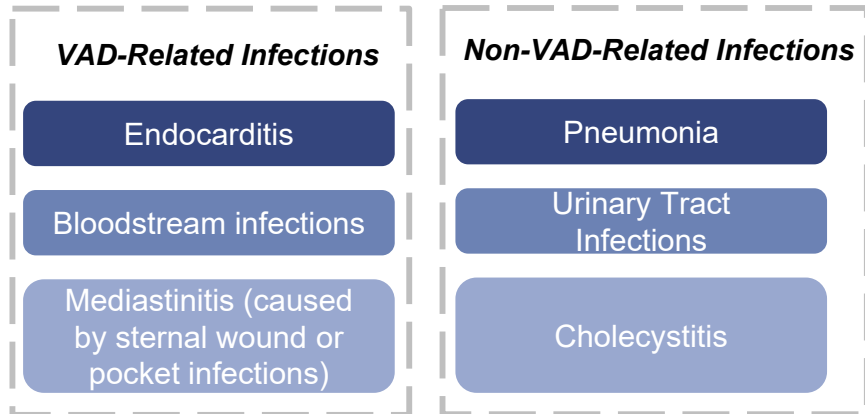 VAD-Related Infections
Endocarditis
Bloodstream infections
Mediastinitis (caused
by sternal wound or
pocket infections)
Non-VAD-Related Infections
Pneumonia
Urinary Tract
Infections
Cholecystitis